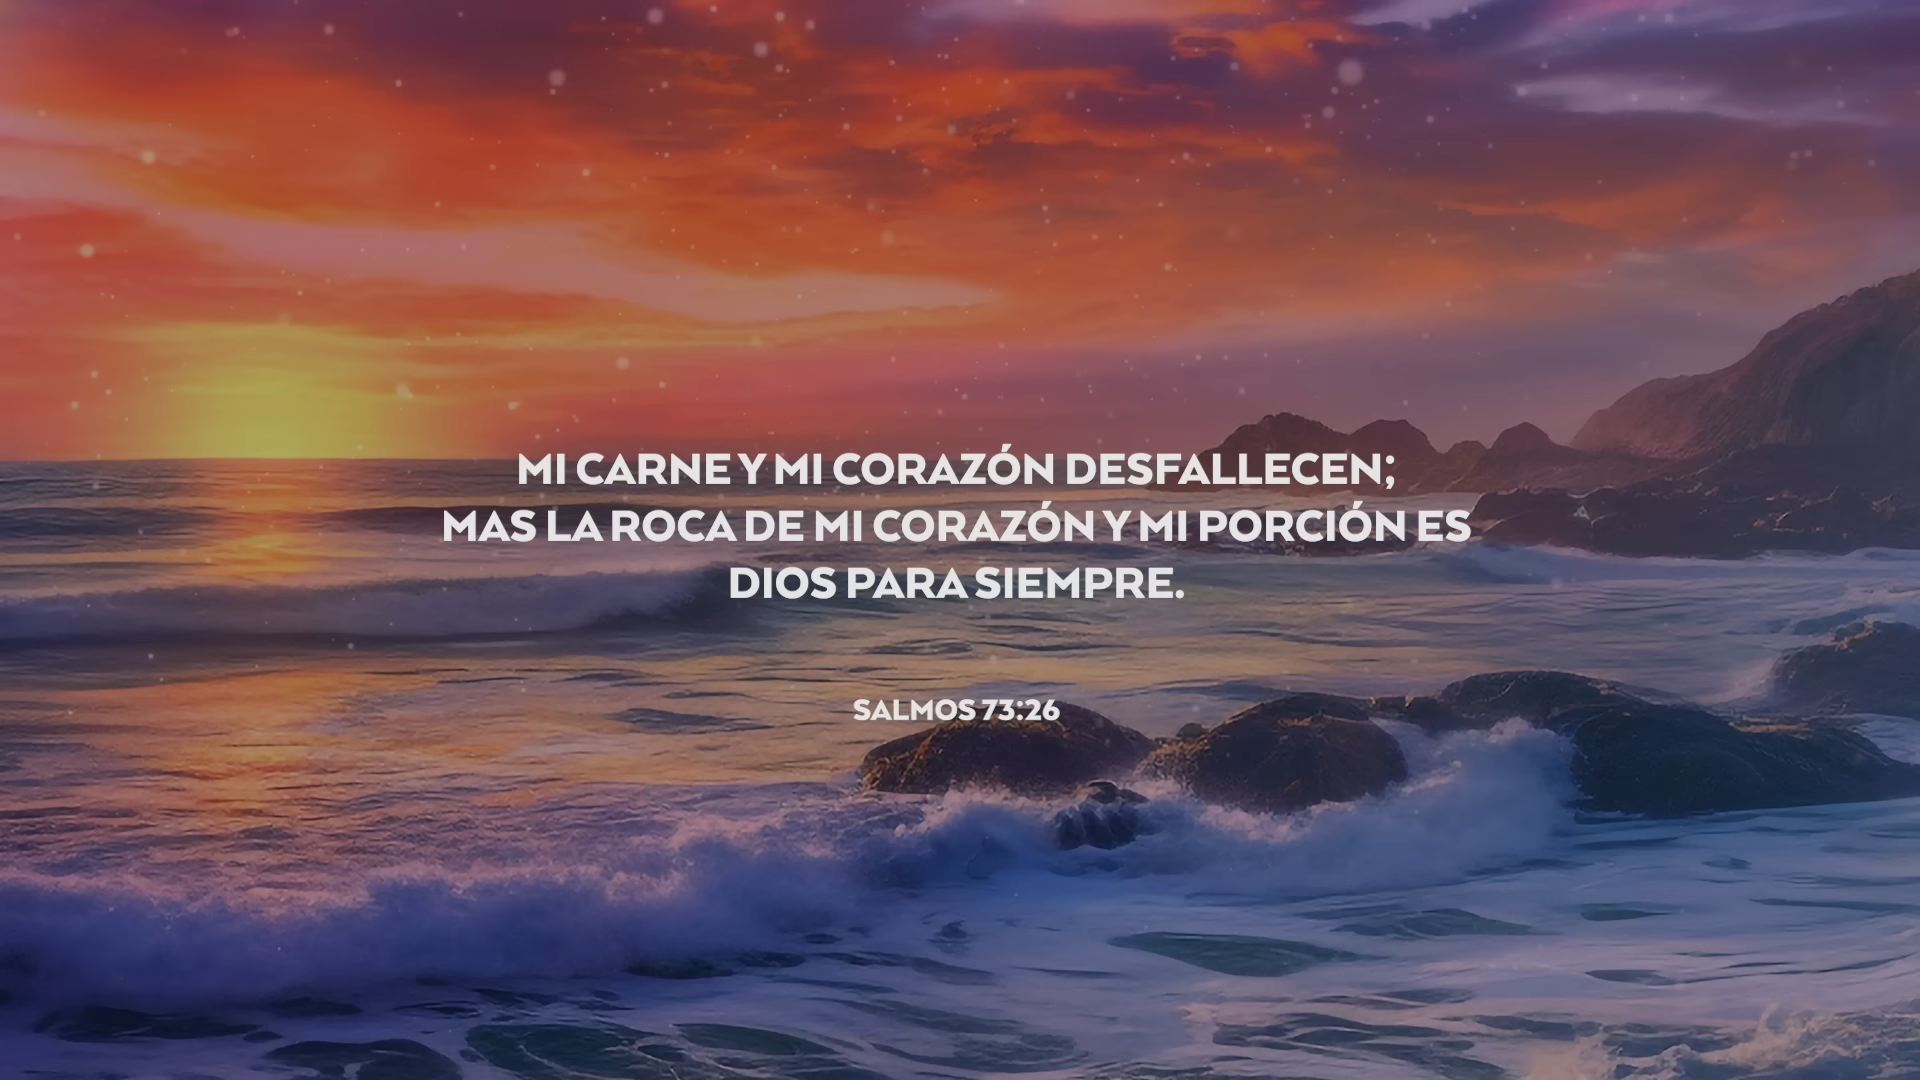 MI CARNE Y MI CORAZÓN DESFALLECEN;
MAS LA ROCA DE MI CORAZÓN Y MI PORCIÓN ES
DIOS PARA SIEMPRE.
SALMOS 73:26